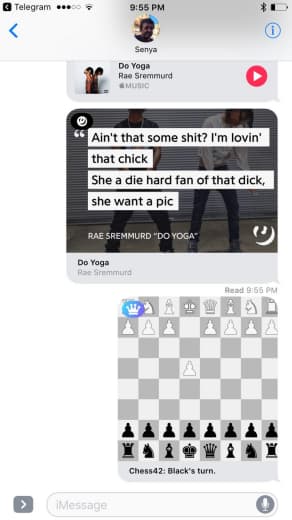 Telegram
9:55 PM
Senya
Do Yoga
Rae Sremmurd
MUSIC
“ Ain't that some shit? I'm lovin'
that chick
She a die hard fan of that dick,
she want a pic
RAE SREMMURD "DO YOGA"
Do Yoga
Rae Sremmurd
Read 9:55 PM
Chess42: Black's turn.
iMessage